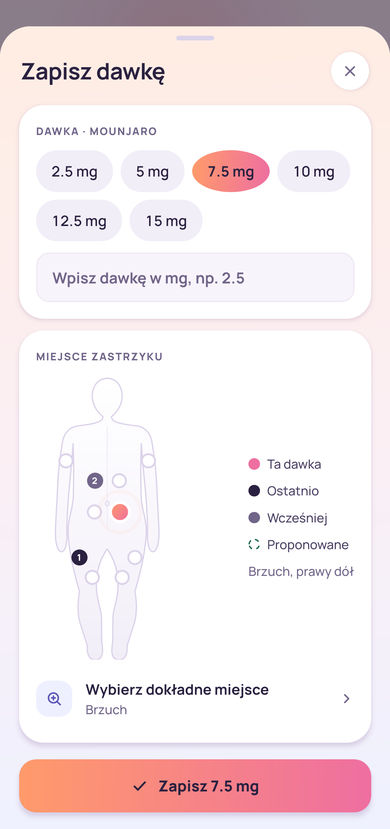 Zapisz dawkę
DAWKA · MOUNJARO
2.5 mg
5 mg
7.5 mg
10 mg
12.5 mg
15 mg
Wpisz dawkę w mg, np. 2.5
MIEJSCE ZASTRZYKU
2
1
Ta dawka
Ostatnio
Wcześniej
Proponowane
Brzuch, prawy dół
Wybierz dokładne miejsce
Brzuch
Zapisz 7.5 mg